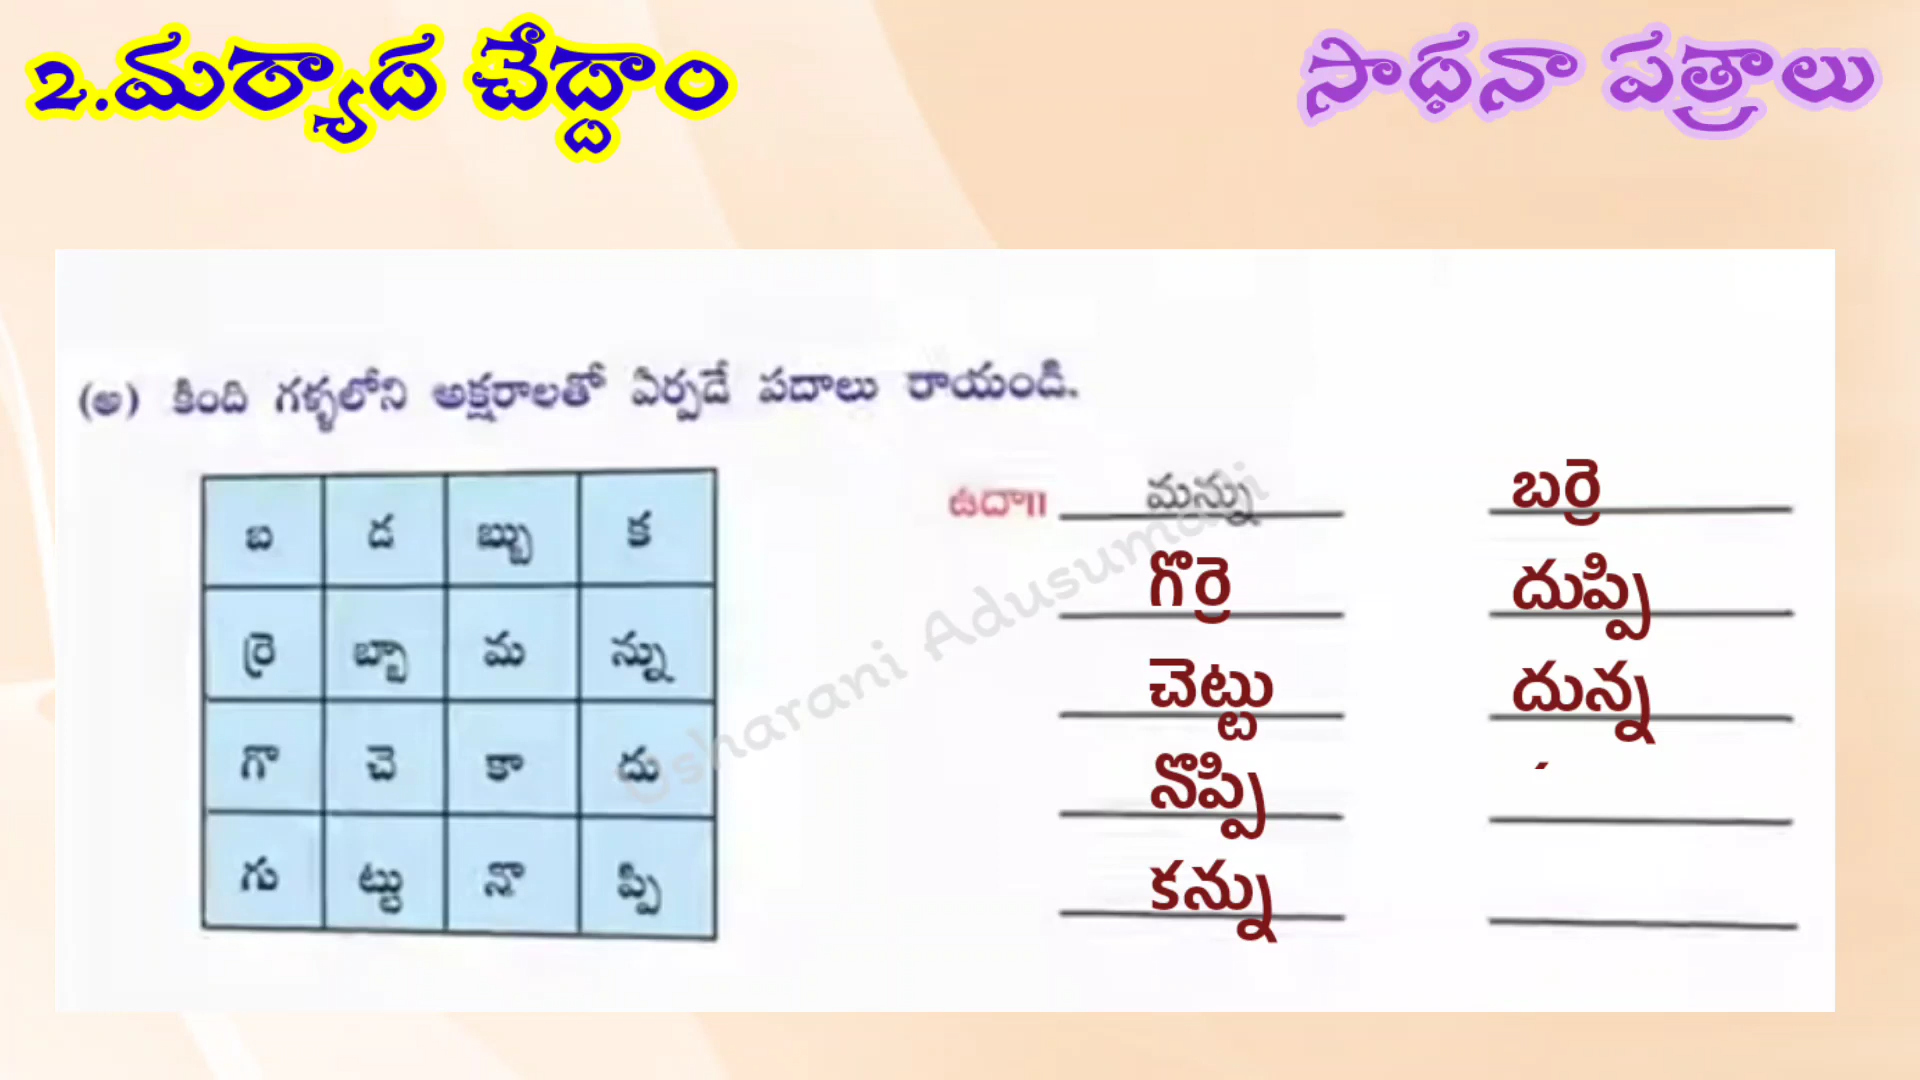 2.మర్యాద చేద్దాం
సాధనా పత్రాలు
(అ) కింది గళ్ళలోని అక్షరాలతో ఏర్పడే పదాలు రాయండి.
బ ద బ్బు క
ర్రె బ్బా మ న్ను
గొ చె కా దు
గు ట్టు నొ ప్పి
ఉదా॥ మన్ను బర్రె
గొర్రె దుప్పి
చెట్టు దున్న
నొప్పి
కన్ను
Usharani Adusumalli